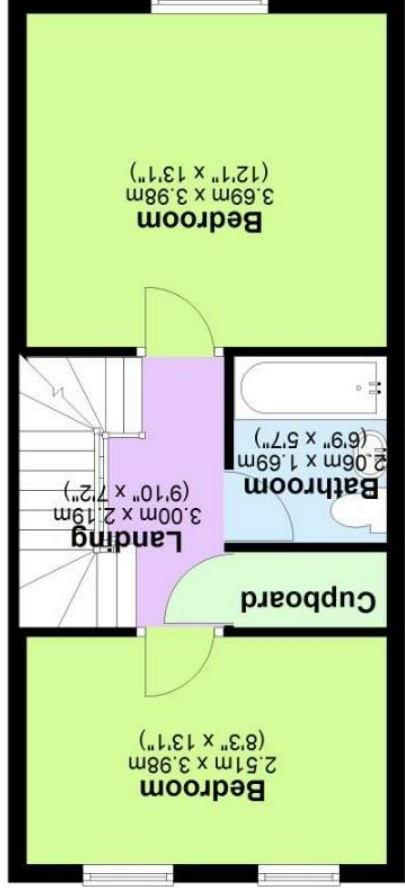 Bedroom
2.51m x 3.98m
(8'3" x 13'1")
Cupboard
Landing
3.00m x 2.19m
(9'10" x 7'2")
Bathroom
2.06m x 1.69m
(6'9" x 5'7")
Bedroom
3.69m x 3.98m
(12'1" x 13'1")